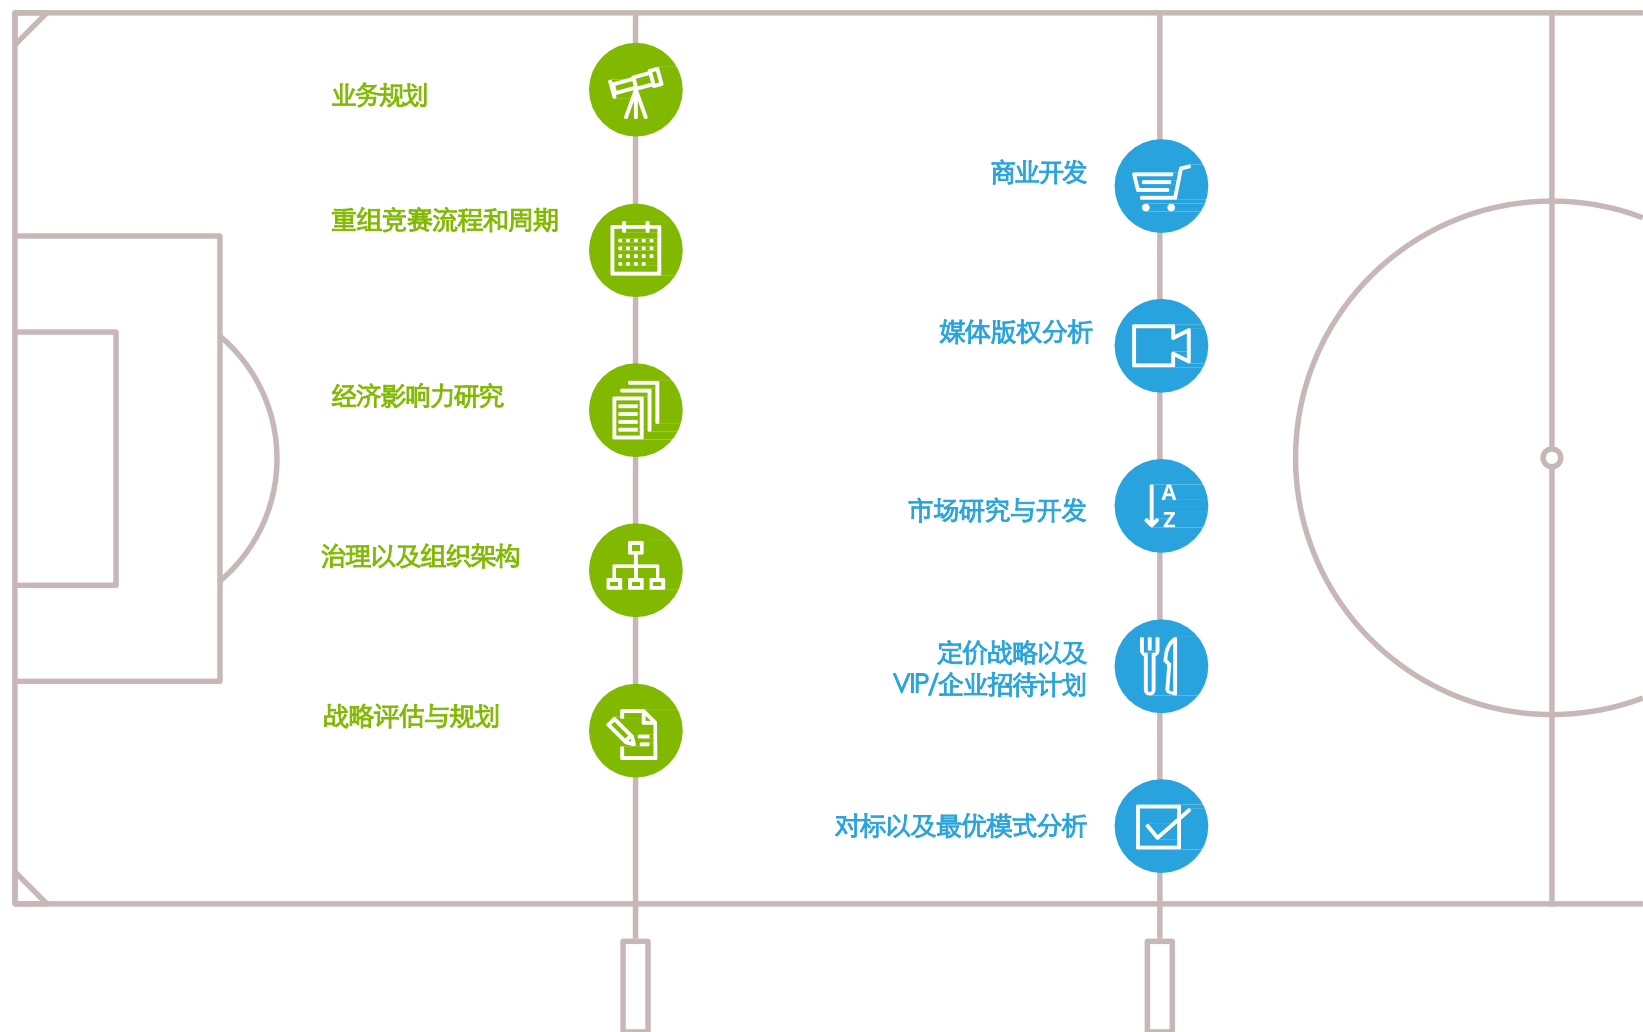 业务规划
重组竞赛流程和周期
经济影响力研究
治理以及组织架构
战略评估与规划
商业开发
媒体版权分析
市场研究与开发
A
Z
定价战略以及
VIP/企业招待计划
对标以及最优模式分析